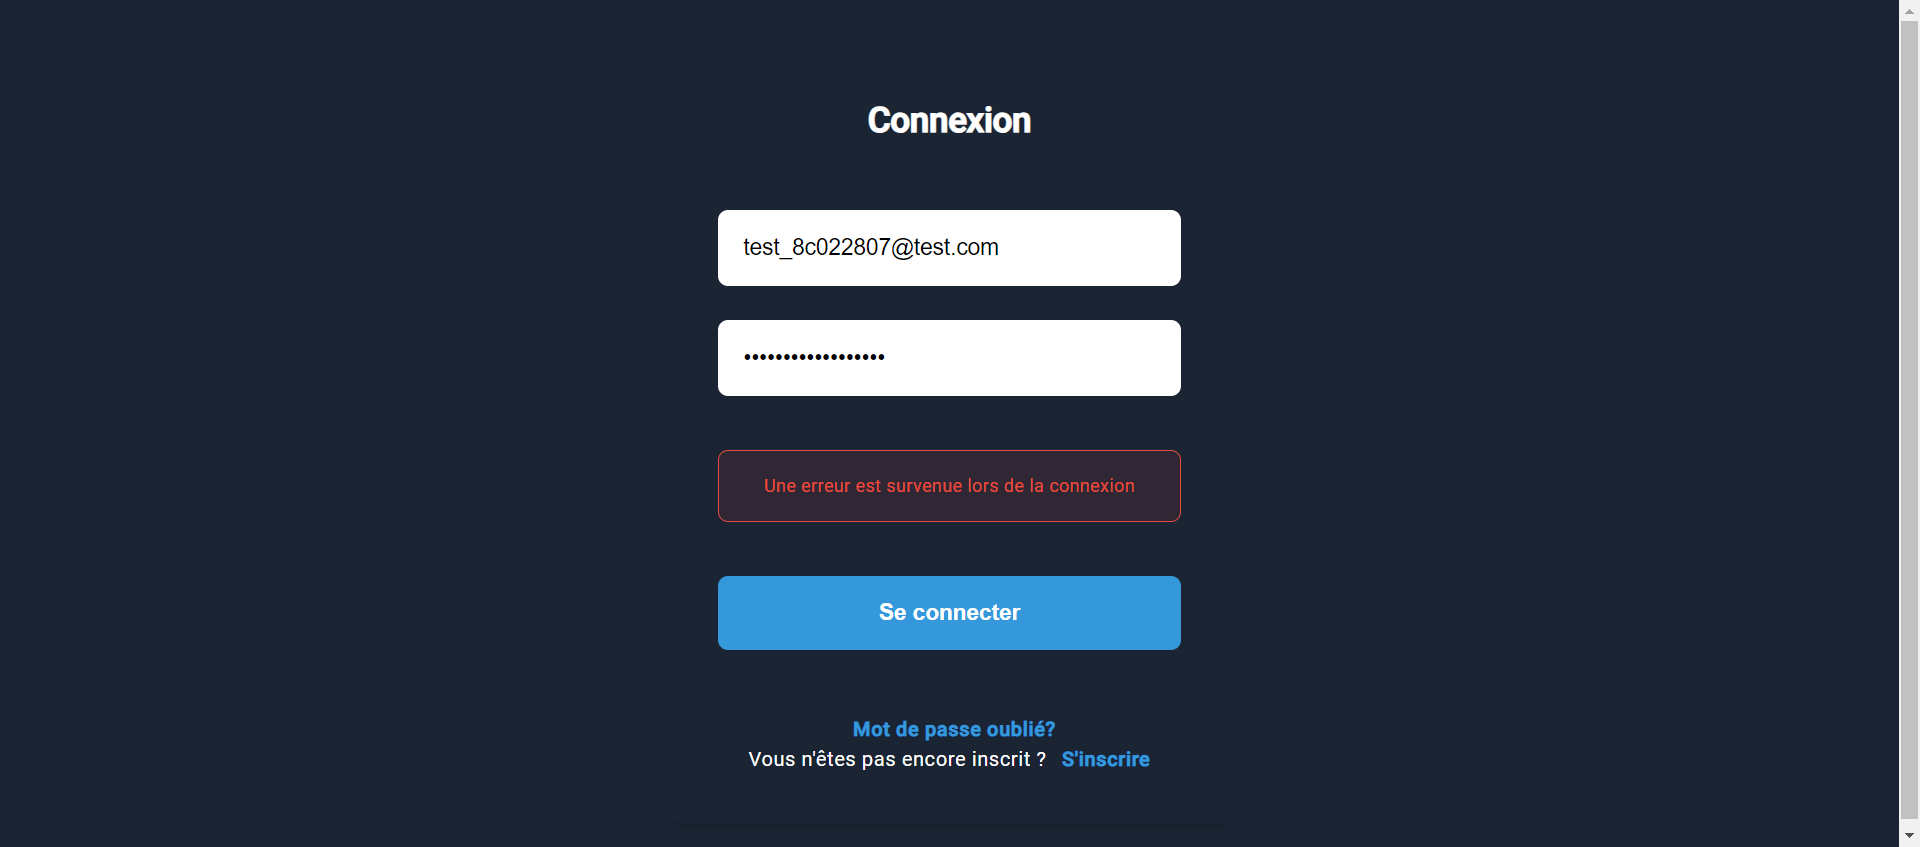 Connexion
test_8c022807@test.com
••••••••••••••••••
Une erreur est survenue lors de la connexion
Se connecter
Mot de passe oublié?
Vous n'êtes pas encore inscrit ? S'inscrire